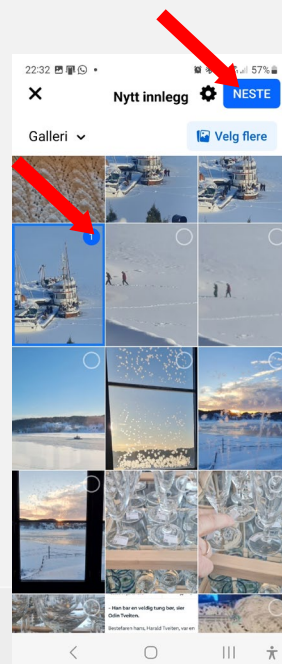 22:32
57%
Nytt innlegg
NESTE
Galleri
Velg flere
1
- Han bar en veldig tung bør, sier
Odin Tveiten.
Bestefaren hans, Harald Tveiten, var en